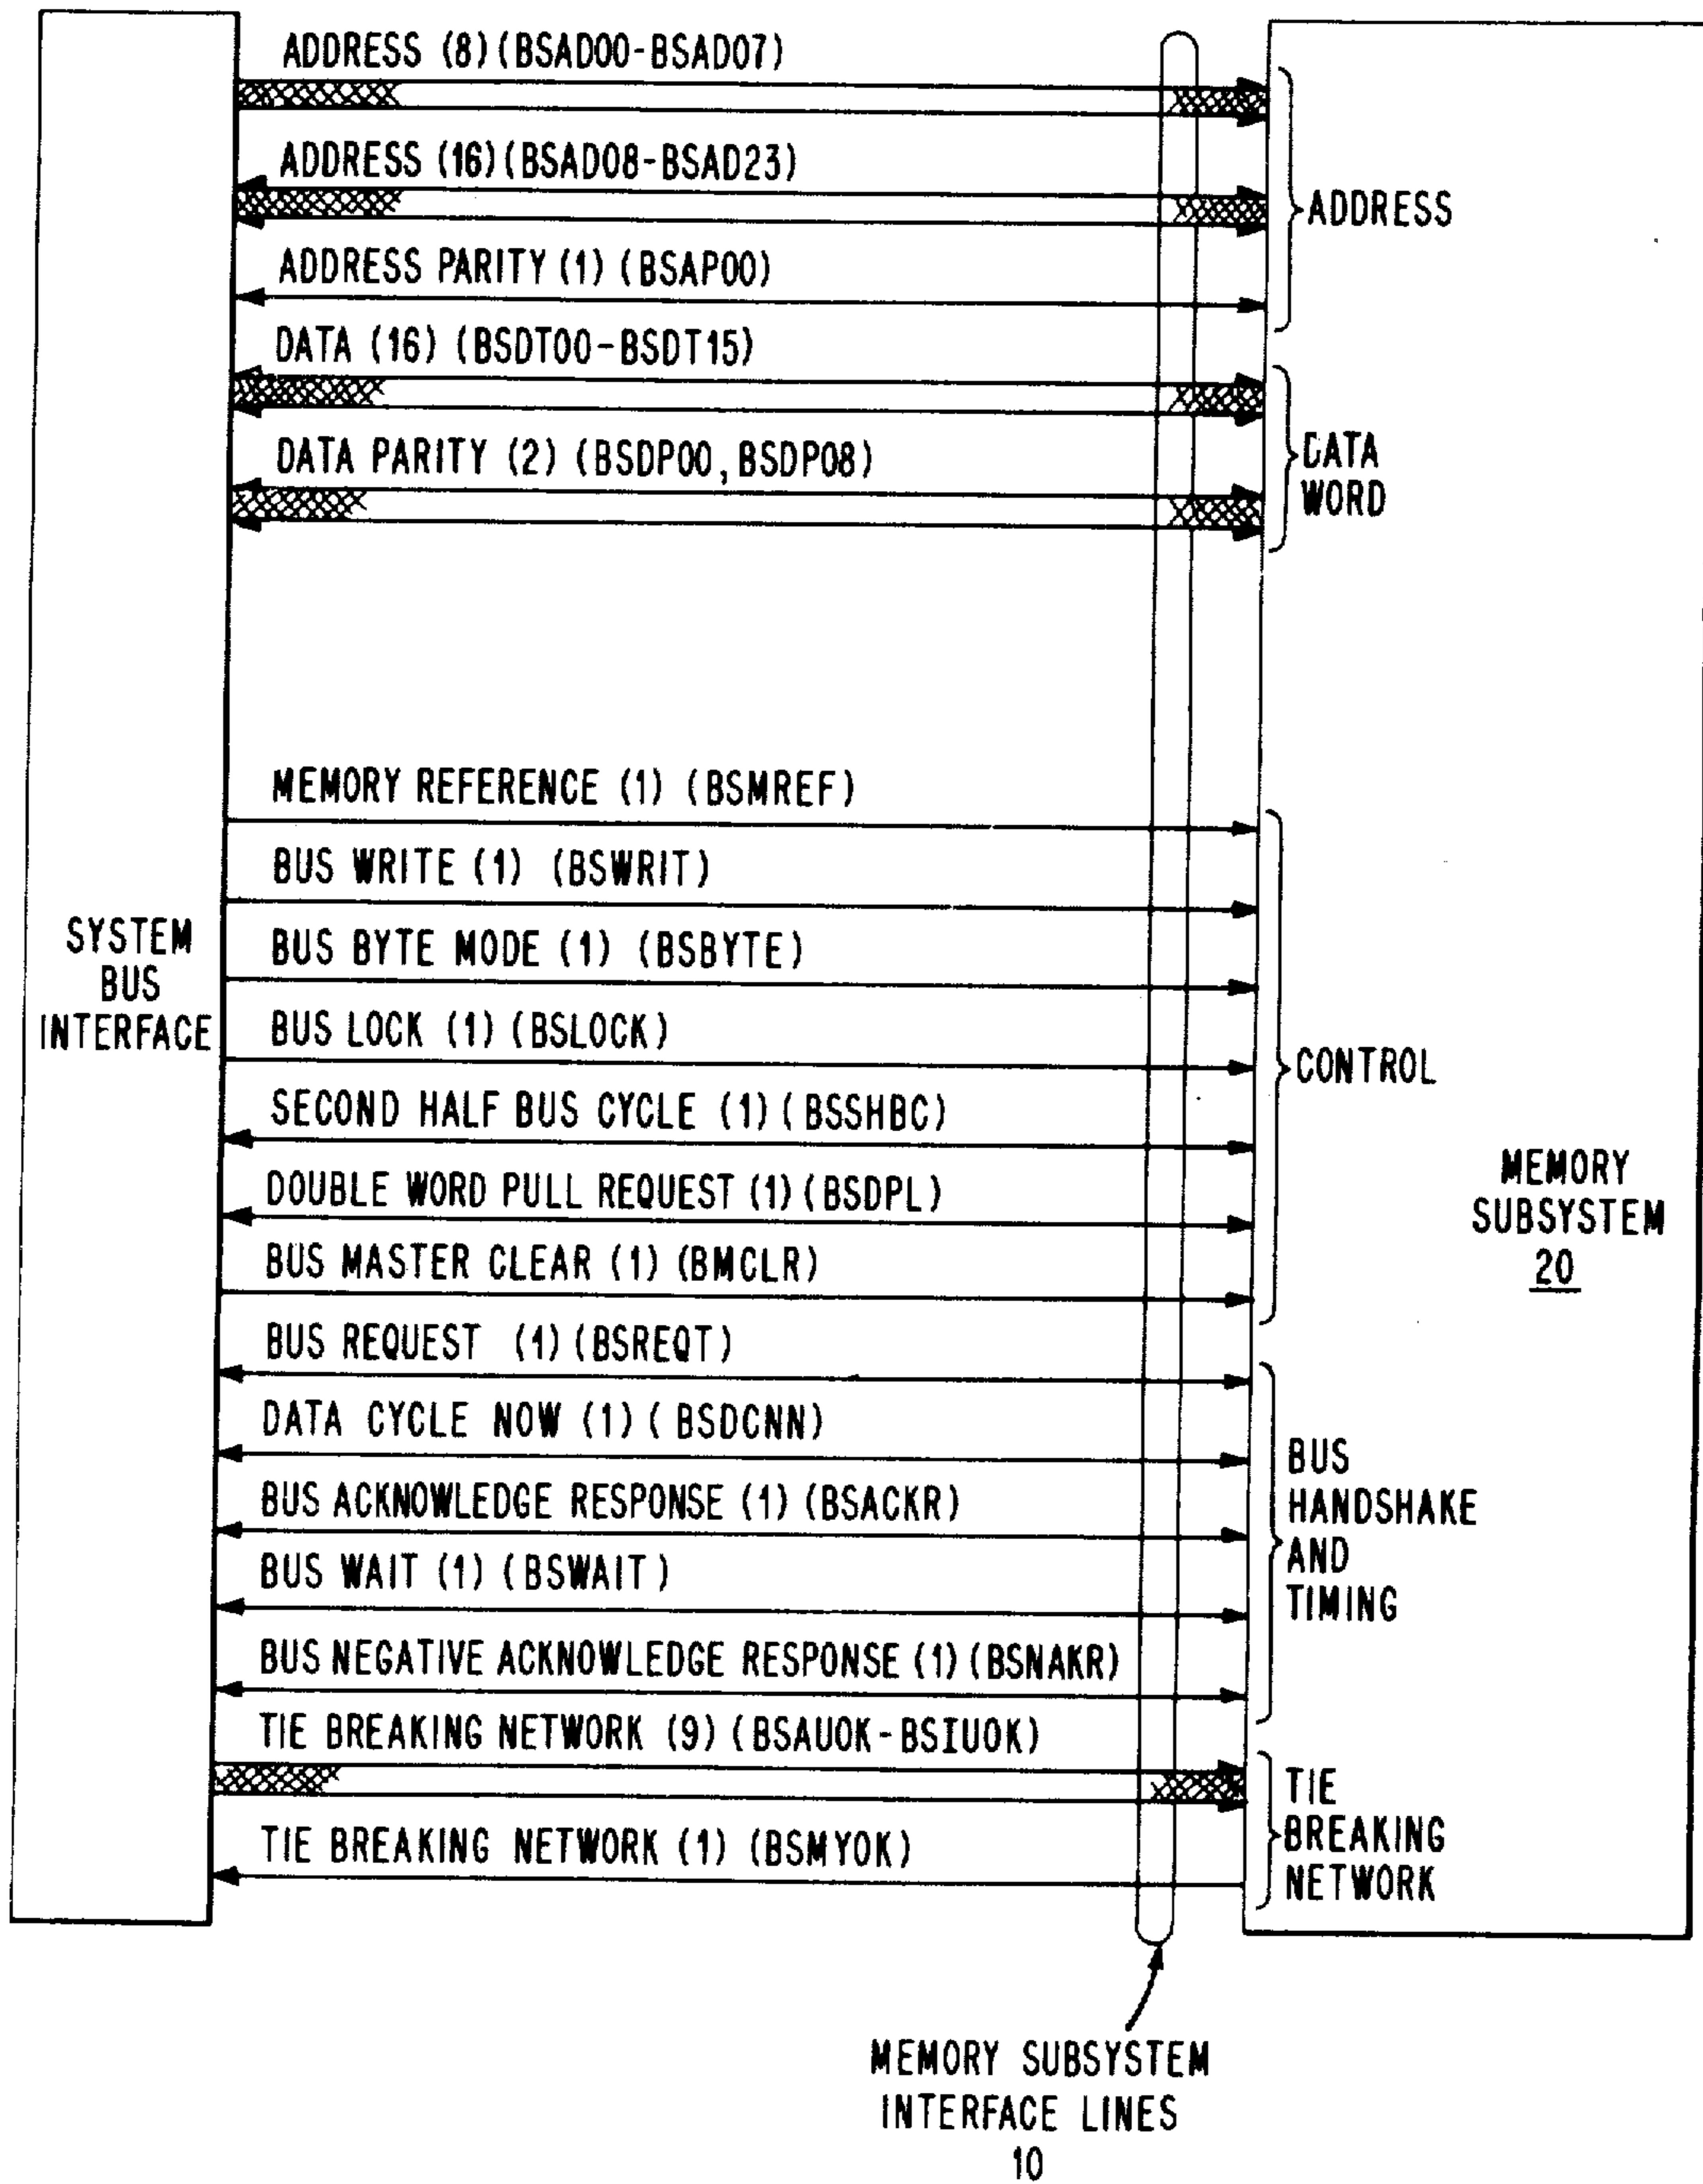 ADDRESS (8) (BSAD00-BSAD07)
ADDRESS (16) (BSAD08-BSAD23)
ADDRESS PARITY (1) (BSAP00)
ADDRESS
DATA (16) (BSDT00-BSDT15)
DATA PARITY (2) (BSDP00, BSDP08)
DATA
WORD
MEMORY REFERENCE (1) (BSMREF)
BUS WRITE (1) (BSWRIT)
BUS BYTE MODE (1) (BSBYTE)
BUS LOCK (1) (BSLOCK)
SECOND HALF BUS CYCLE (1) (BSSHBC)
DOUBLE WORD PULL REQUEST (1) (BSDPL)
BUS MASTER CLEAR (1) (BMCLR)
CONTROL
SYSTEM
BUS
INTERFACE
MEMORY
SUBSYSTEM
20
BUS REQUEST (1) (BSREQT)
DATA CYCLE NOW (1) (BSDCNN)
BUS ACKNOWLEDGE RESPONSE (1) (BSACKR)
BUS WAIT (1) (BSWAIT)
BUS NEGATIVE ACKNOWLEDGE RESPONSE (1) (BSNAKR)
BUS
HANDSHAKE
AND
TIMING
TIE BREAKING NETWORK (9) (BSAUOK-BSIUOK)
TIE BREAKING NETWORK (1) (BSMYOK)
TIE
BREAKING
NETWORK
MEMORY SUBSYSTEM
INTERFACE LINES
10